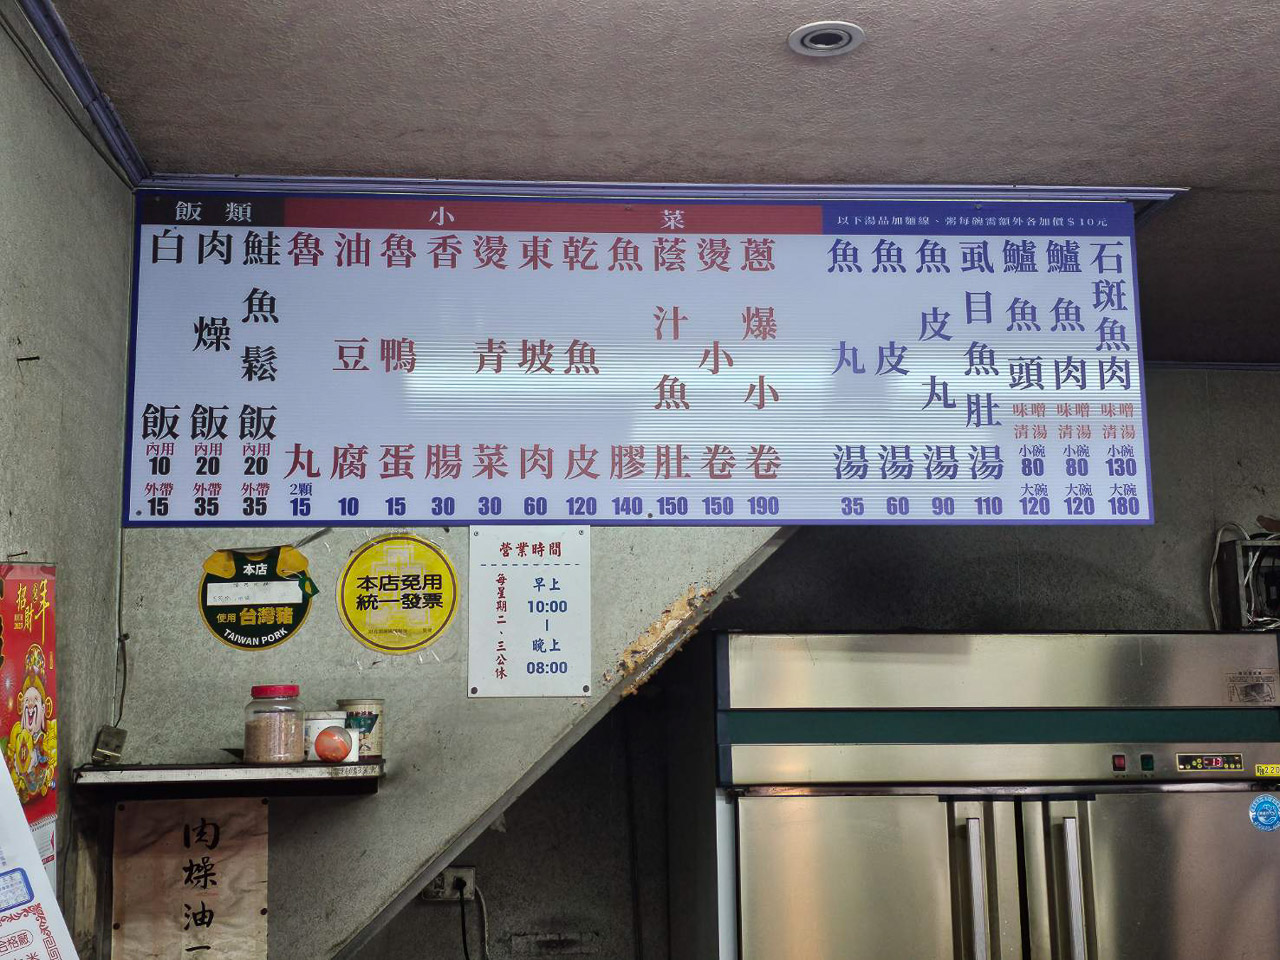 飯類
小菜
以下湯品加麵線、粥每碗需額外各加價$10元
白飯 內用 10 外帶 15
肉燥飯 內用 20 外帶 35
鮭魚鬆飯 內用 20 外帶 35
魯丸 2顆 15
油豆腐 10
魯鴨蛋 15
香腸 30
燙青菜 30
東坡肉 60
乾魚皮 120
魚膠 140
蔭汁魚肚 150
燙小卷 150
蔥爆小卷 190
魚丸湯 35
魚皮湯 60
魚皮丸湯 90
虱目魚肚湯 110
鱸魚頭 味噌 清湯 小碗 80 大碗 120
鱸魚肉 味噌 清湯 小碗 80 大碗 120
石斑魚肉 味噌 清湯 小碗 130 大碗 180
本店
使用台灣豬
TAIWAN PORK
本店免用
統一發票
營業時間
每星期二、三公休
早上
10:00
|
晚上
08:00
招財
年
肉燥油一
-13
220
合格廠